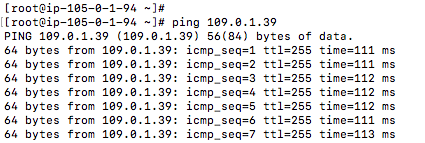 [root@ip-105-0-1-94 ~]#
[root@ip-105-0-1-94 ~]# ping 109.0.1.39
PING 109.0.1.39 (109.0.1.39) 56(84) bytes of data.
64 bytes from 109.0.1.39: icmp_seq=1 ttl=255 time=111 ms
64 bytes from 109.0.1.39: icmp_seq=2 ttl=255 time=111 ms
64 bytes from 109.0.1.39: icmp_seq=3 ttl=255 time=112 ms
64 bytes from 109.0.1.39: icmp_seq=4 ttl=255 time=112 ms
64 bytes from 109.0.1.39: icmp_seq=5 ttl=255 time=112 ms
64 bytes from 109.0.1.39: icmp_seq=6 ttl=255 time=111 ms
64 bytes from 109.0.1.39: icmp_seq=7 ttl=255 time=113 ms